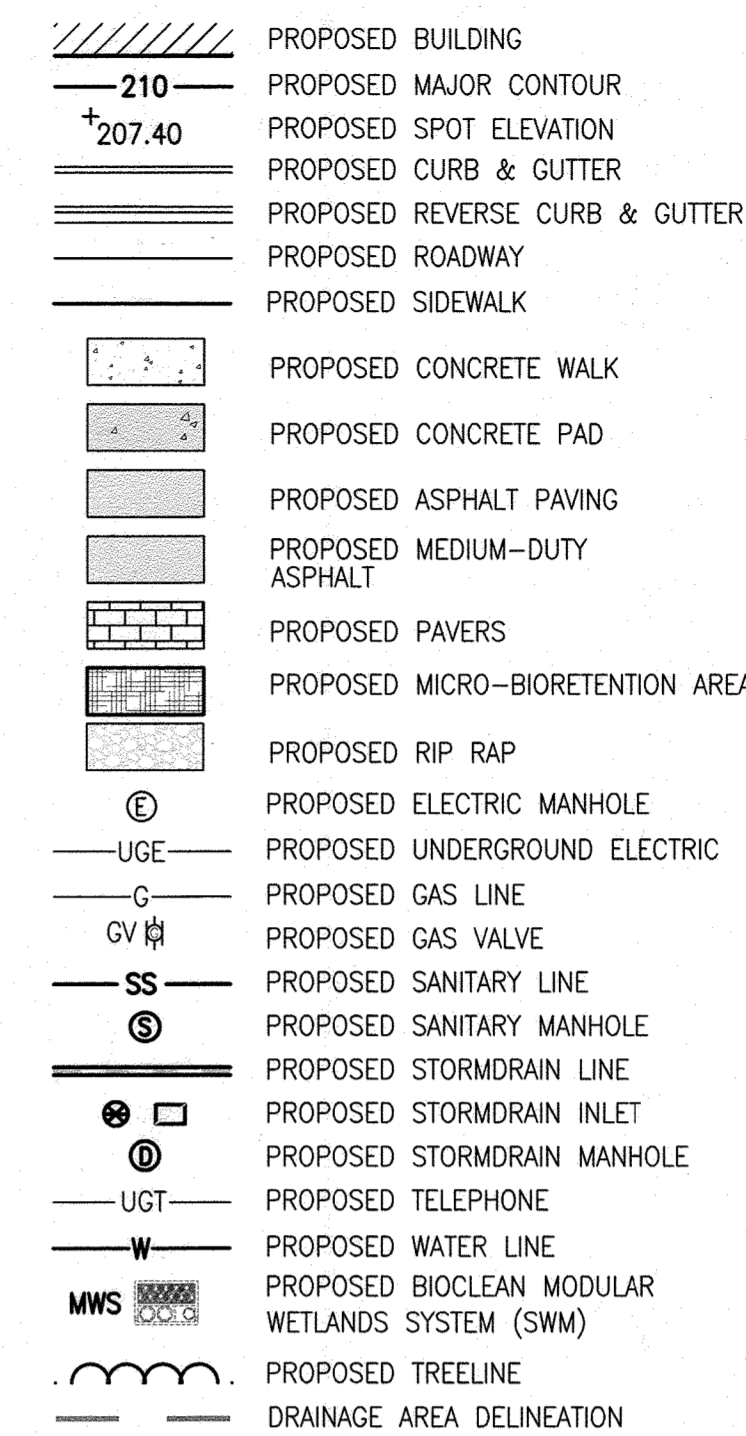 PROPOSED BUILDING
210 PROPOSED MAJOR CONTOUR
+207.40 PROPOSED SPOT ELEVATION
PROPOSED CURB & GUTTER
PROPOSED REVERSE CURB & GUTTER
PROPOSED ROADWAY
PROPOSED SIDEWALK
PROPOSED CONCRETE WALK
PROPOSED CONCRETE PAD
PROPOSED ASPHALT PAVING
PROPOSED MEDIUM-DUTY
ASPHALT
PROPOSED PAVERS
PROPOSED MICRO-BIORETENTION AREA
PROPOSED RIP RAP
E PROPOSED ELECTRIC MANHOLE
UGE PROPOSED UNDERGROUND ELECTRIC
G PROPOSED GAS LINE
GV G PROPOSED GAS VALVE
SS PROPOSED SANITARY LINE
S PROPOSED SANITARY MANHOLE
PROPOSED STORMDRAIN LINE
PROPOSED STORMDRAIN INLET
D PROPOSED STORMDRAIN MANHOLE
UGT PROPOSED TELEPHONE
W PROPOSED WATER LINE
MWS PROPOSED BIOCLEAN MODULAR
WETLANDS SYSTEM (SWM)
PROPOSED TREELINE
DRAINAGE AREA DELINEATION